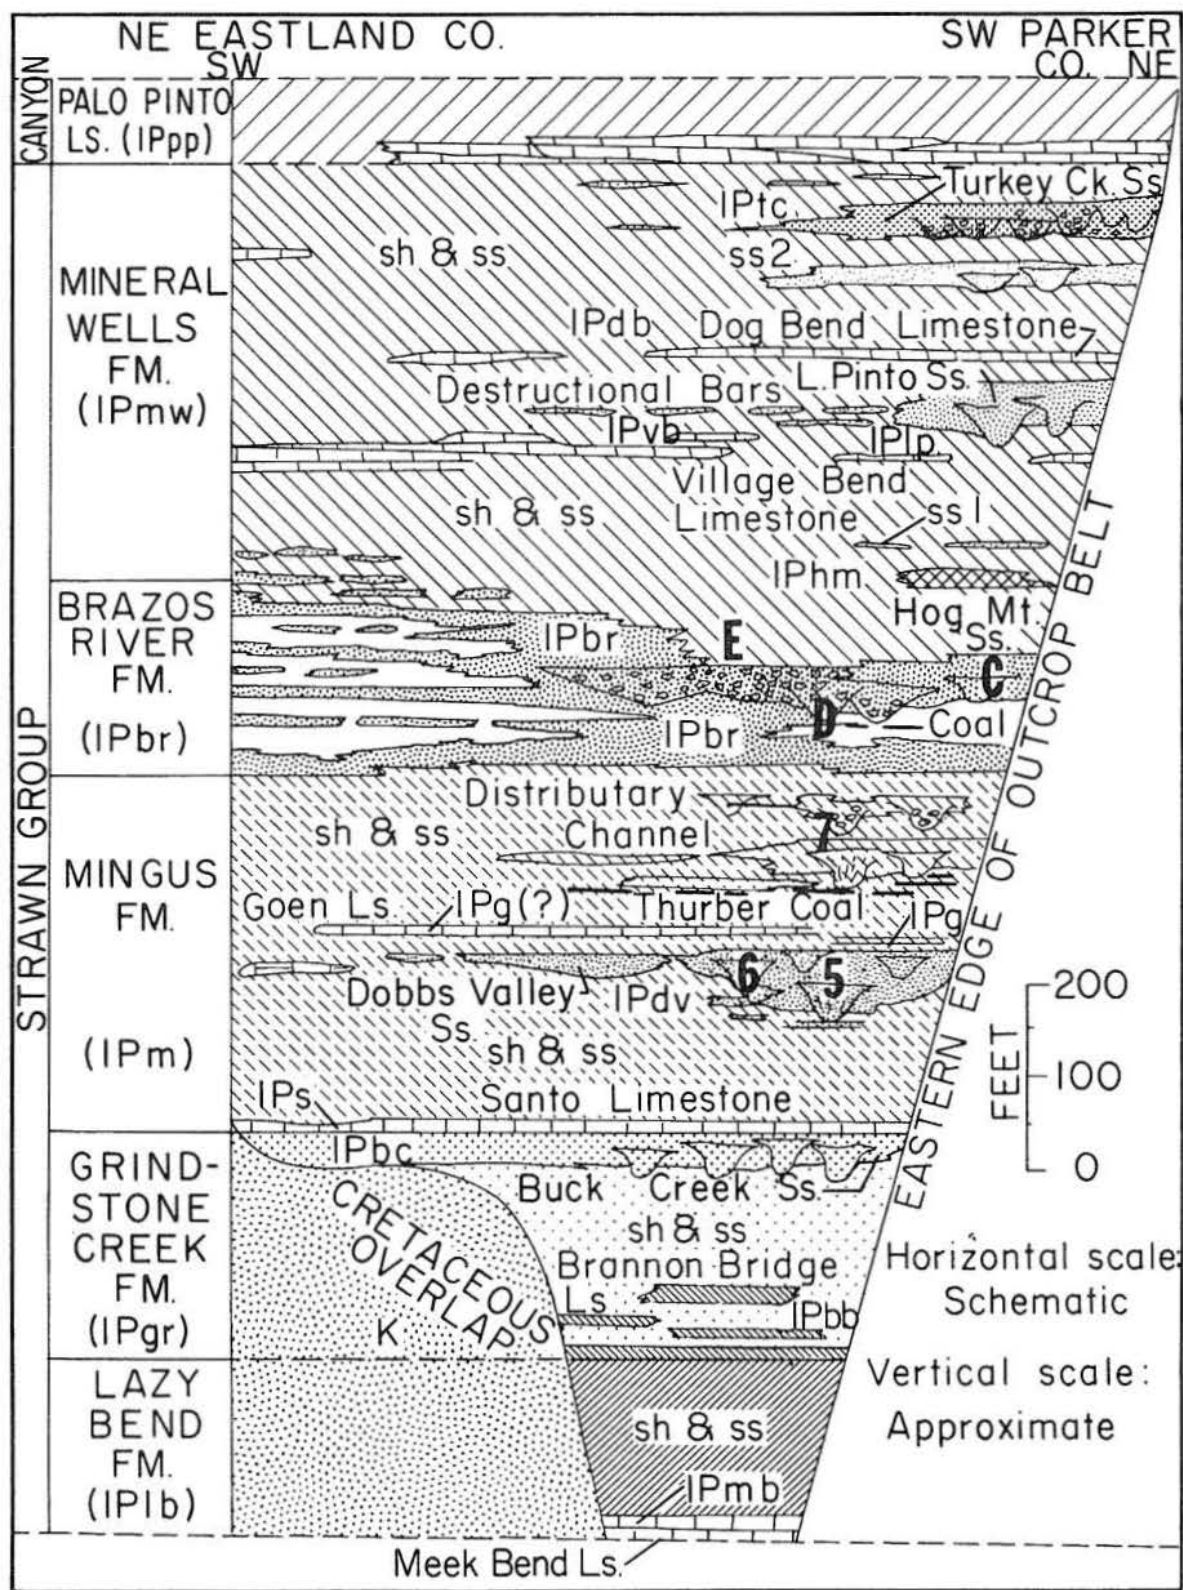 NE EASTLAND CO.
SW
SW PARKER
CO. NE
CANYON
PALO PINTO
LS. (IPpp)
STRAWN GROUP
MINERAL
WELLS
FM.
(IPmw)
BRAZOS
RIVER
FM.
(IPbr)
MINGUS
FM.
(IPm)
GRIND-
STONE
CREEK
FM.
(IPgr)
LAZY
BEND
FM.
(IPlb)
Turkey Ck. Ss
IPtc
sh & ss
ss2
IPdb
Dog Bend Limestone
Destructional Bars
L. Pinto Ss.
IPvb
IPlp
Village Bend
Limestone
sh & ss
ss1
IPhm
Hog Mt.
Ss.
IPbr
E
C
D
Coal
IPbr
Distributary
Channel
sh & ss
7
Goen Ls.
IPg(?)
Thurber Coal
IPg
6
5
Dobbs Valley
Ss.
IPdv
sh & ss
IPs
Santo Limestone
IPbc
Buck Creek Ss.
sh & ss
Brannon Bridge
Ls
IPbb
CRETACEOUS
OVERLAP
K
sh & ss
IPmb
Meek Bend Ls.
EASTERN EDGE OF OUTCROP BELT
FEET
200
100
0
Horizontal scale:
Schematic
Vertical scale:
Approximate